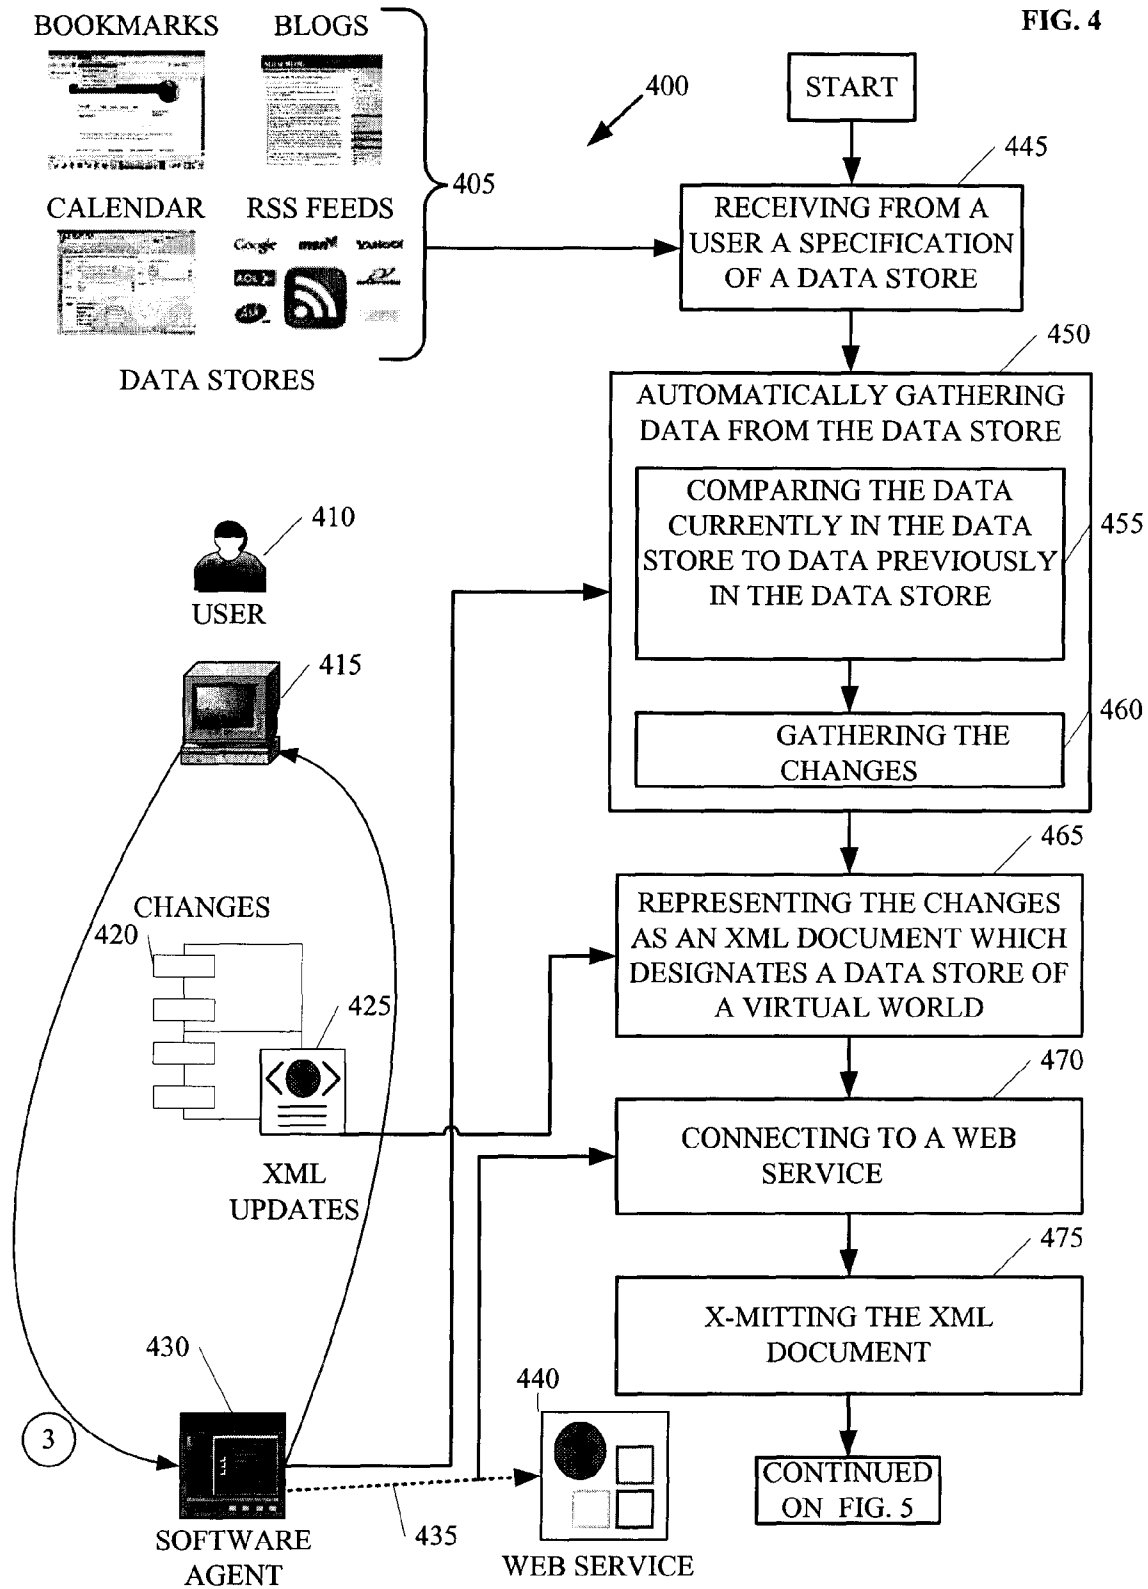 FIG. 4
BOOKMARKS
BLOGS
CALENDAR
RSS FEEDS
Google
msn
YAHOO!
AOL
DATA STORES
405
400
START
445
RECEIVING FROM A
USER A SPECIFICATION
OF A DATA STORE
450
AUTOMATICALLY GATHERING
DATA FROM THE DATA STORE
COMPARING THE DATA
CURRENTLY IN THE DATA
STORE TO DATA PREVIOUSLY
IN THE DATA STORE
455
GATHERING THE
CHANGES
460
410
USER
415
465
REPRESENTING THE CHANGES
AS AN XML DOCUMENT WHICH
DESIGNATES A DATA STORE OF
A VIRTUAL WORLD
CHANGES
420
425
XML
UPDATES
470
CONNECTING TO A WEB
SERVICE
475
X-MITTING THE XML
DOCUMENT
3
430
SOFTWARE
AGENT
435
440
WEB SERVICE
CONTINUED
ON FIG. 5